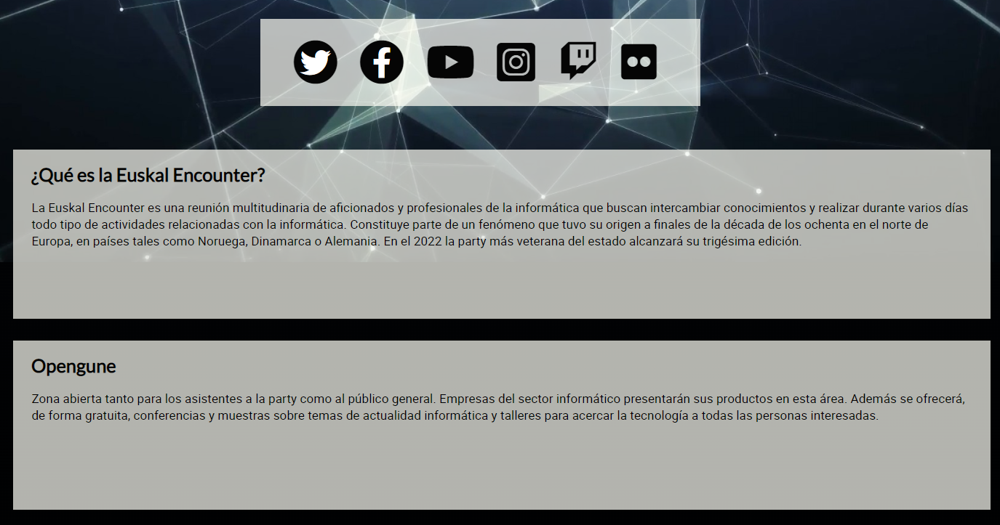 ¿Qué es la Euskal Encounter?
La Euskal Encounter es una reunión multitudinaria de aficionados y profesionales de la informática que buscan intercambiar conocimientos y realizar durante varios días
todo tipo de actividades relacionadas con la informática. Constituye parte de un fenómeno que tuvo su origen a finales de la década de los ochenta en el norte de
Europa, en países tales como Noruega, Dinamarca o Alemania. En el 2022 la party más veterana del estado alcanzará su trigésima edición.
Opengune
Zona abierta tanto para los asistentes a la party como al público general. Empresas del sector informático presentarán sus productos en esta área. Además se ofrecerá,
de forma gratuita, conferencias y muestras sobre temas de actualidad informática y talleres para acercar la tecnología a todas las personas interesadas.